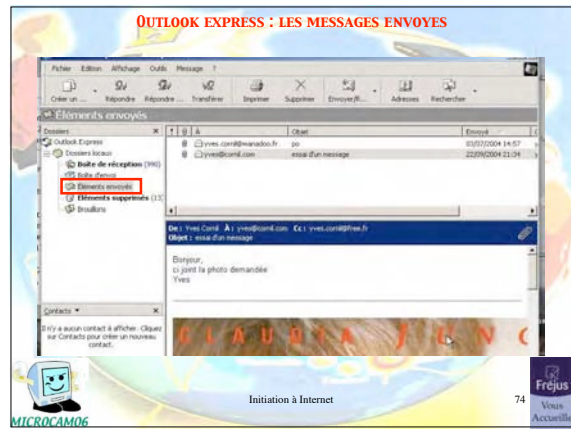 OUTLOOK EXPRESS : LES MESSAGES ENVOYES
Fichier Edition Affichage Outils Message ?
Créer un ... Répondre Répondre ... Transférer Imprimer Supprimer Envoyer/R... Adresses Rechercher
Éléments envoyés
Dossiers
Outlook Express
Dossiers locaux
Boîte de réception (390)
Boîte d'envoi
Éléments envoyés
Éléments supprimés (13)
Brouillons
! A Objet Envoyé
yves.cornil@wanadoo.fr po 03/07/2004 14:57
yves@cornil.com essai d'un message 22/09/2004 21:34
De : Yves Cornil À : yves@cornil.com Cc : yves.cornil@free.fr
Objet : essai d'un message
Bonjour,
ci joint la photo demandée
Yves
Contacts
Il n'y a aucun contact à afficher. Cliquez
sur Contacts pour créer un nouveau
contact.
CLAUDIA JUNG
MICROCAM06
Initiation à Internet
74
Fréjus
Vous
Accueille